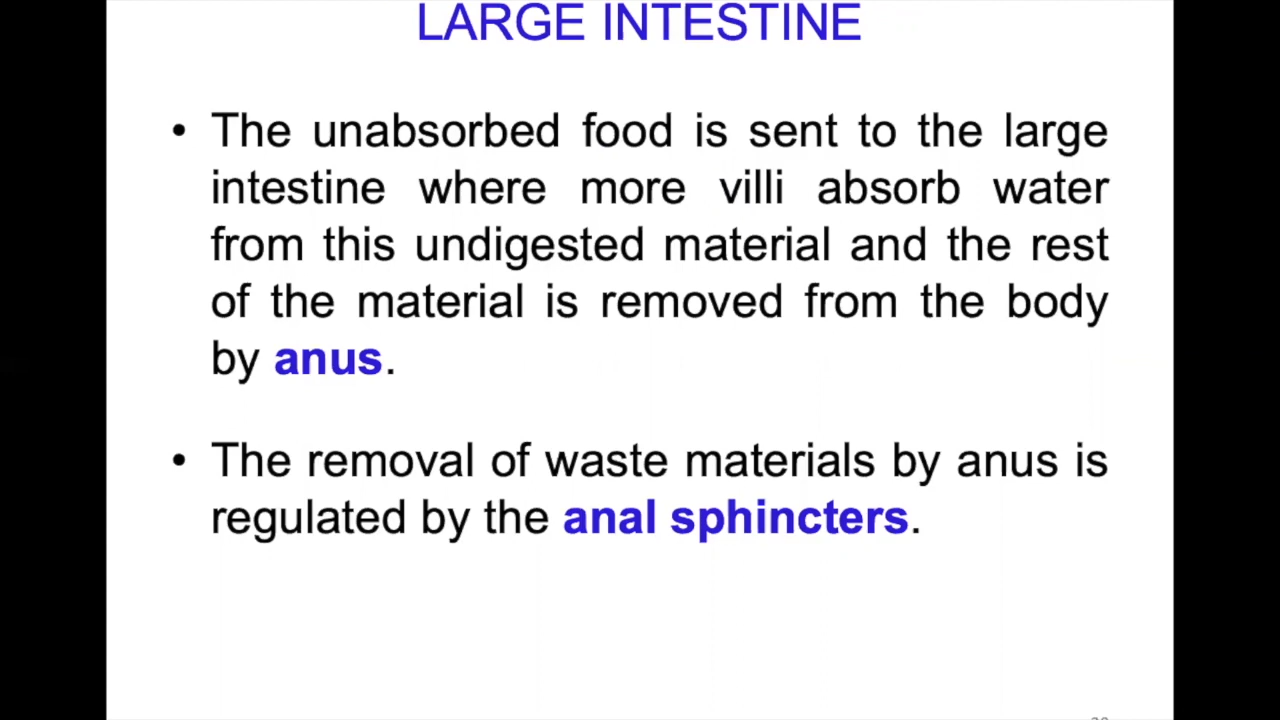 LARGE INTESTINE
• The unabsorbed food is sent to the large
intestine where more villi absorb water
from this undigested material and the rest
of the material is removed from the body
by anus.
• The removal of waste materials by anus is
regulated by the anal sphincters.